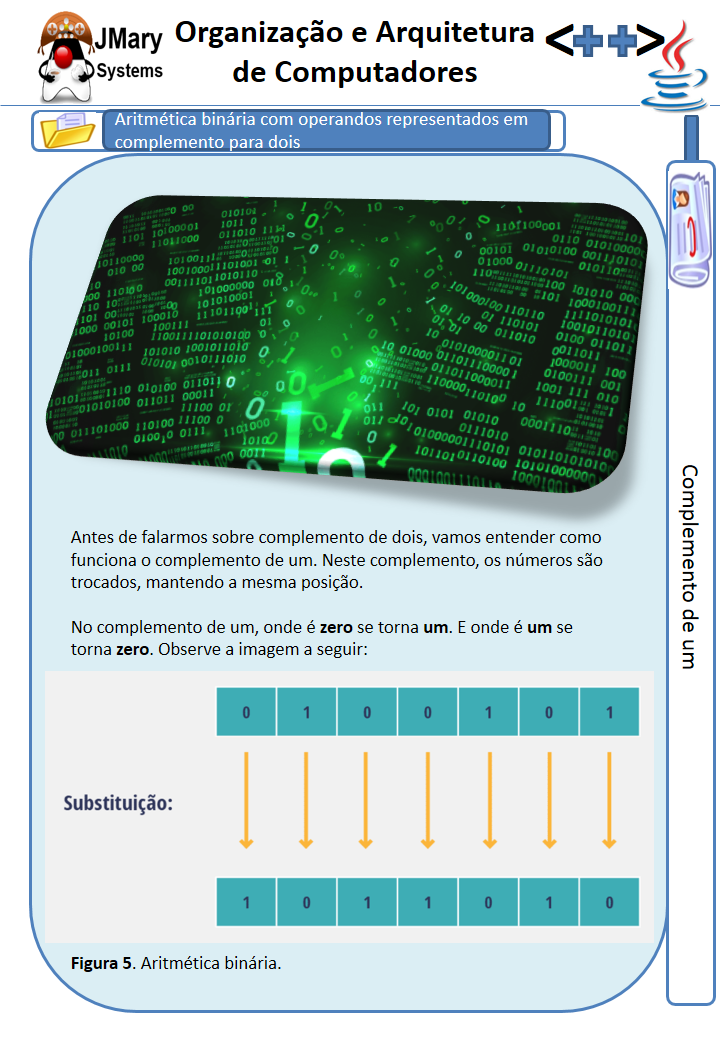 JMary
Systems
Organização e Arquitetura
de Computadores
<++>
Aritmética binária com operandos representados em
complemento para dois
Complemento de um
Antes de falarmos sobre complemento de dois, vamos entender como
funciona o complemento de um. Neste complemento, os números são
trocados, mantendo a mesma posição.
No complemento de um, onde é zero se torna um. E onde é um se
torna zero. Observe a imagem a seguir:
0 1 0 0 1 0 1
Substituição:
1 0 1 1 0 1 0
Figura 5. Aritmética binária.